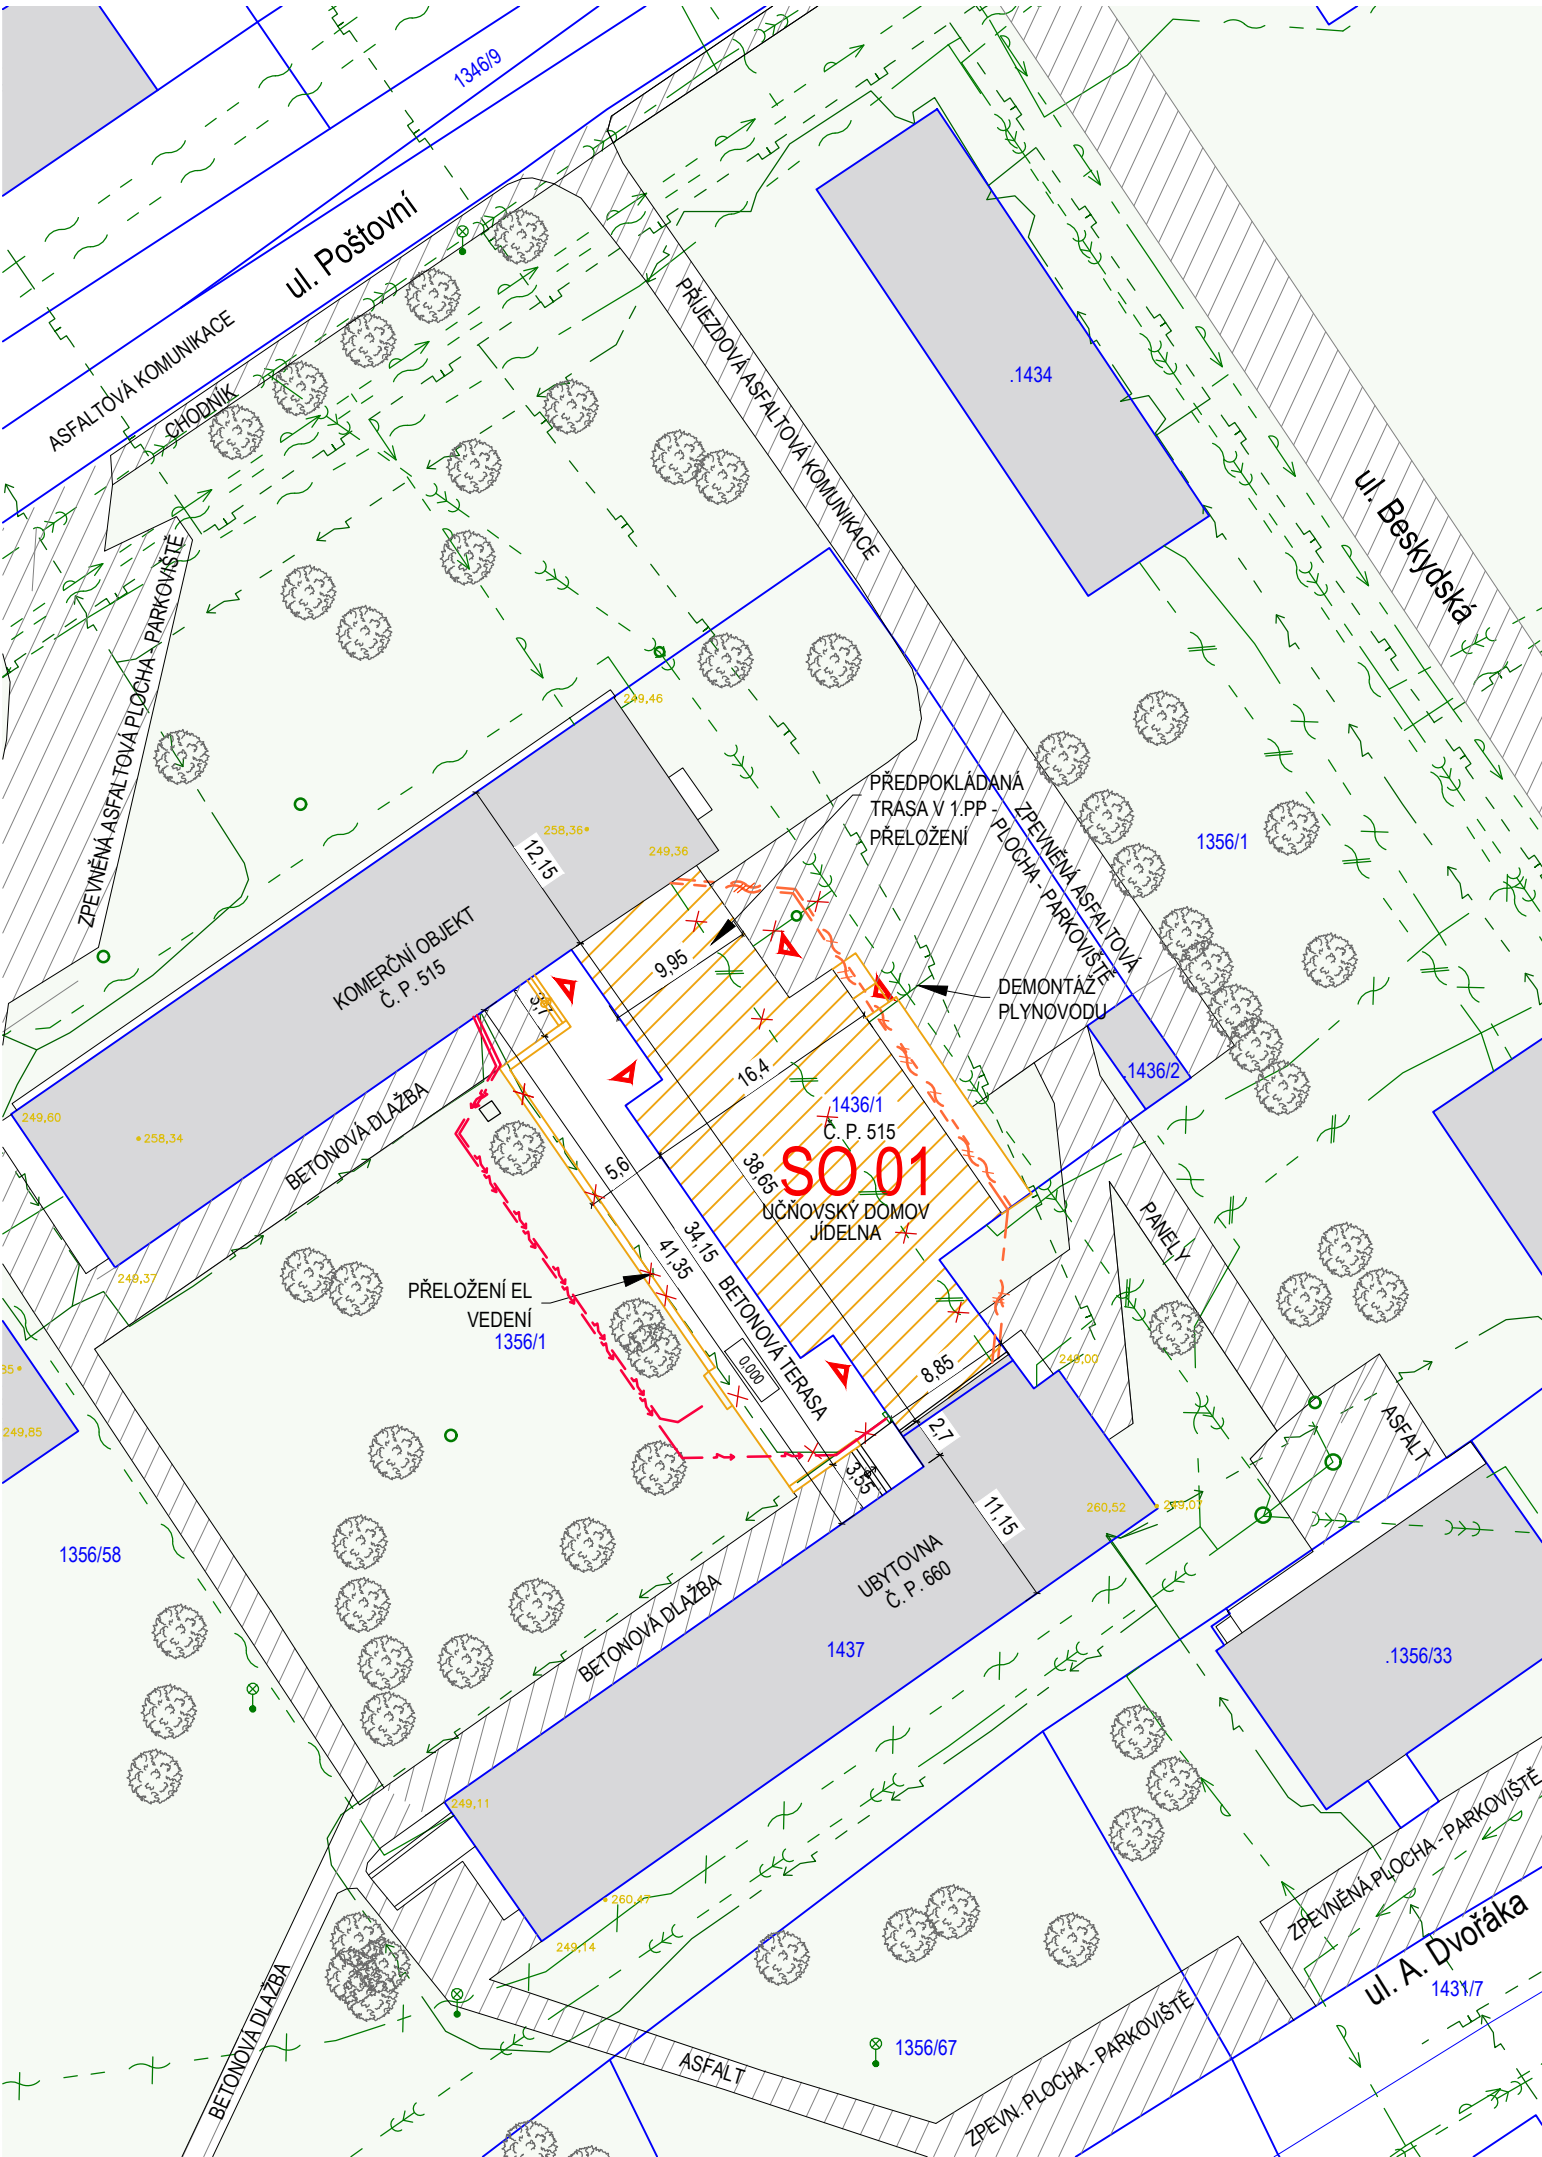 1346/9
ul. Poštovní
ASFALTOVÁ KOMUNIKACE
CHODNÍK
PŘÍJEZDOVÁ ASFALTOVÁ KOMUNIKACE
.1434
ul. Beskydská
ZPEVNĚNÁ ASFALTOVÁ PLOCHA - PARKOVIŠTĚ
249,46
258,36
249,36
12,15
PŘEDPOKLÁDANÁ
TRASA V 1.PP -
PŘELOŽENÍ
ZPEVNĚNÁ ASFALTOVÁ
PLOCHA - PARKOVIŠTĚ
1356/1
KOMERČNÍ OBJEKT
Č. P. 515
9,95
3,7
DEMONTÁŽ
PLYNOVODU
.1436/2
16,4
1436/1
Č. P. 515
SO 01
UČŇOVSKÝ DOMOV
JÍDELNA
249,60
258,34
BETONOVÁ DLAŽBA
5,6
38,65
34,15
41,35
BETONOVÁ TERASA
0,000
PANELY
249,37
PŘELOŽENÍ EL
VEDENÍ
1356/1
8,85
249,00
249,85
2,7
3,55
11,15
ASFALT
260,52
249,07
1356/58
UBYTOVNA
Č. P. 660
BETONOVÁ DLAŽBA
1437
.1356/33
249,11
260,47
249,14
ZPEVNĚNÁ PLOCHA - PARKOVIŠTĚ
ul. A. Dvořáka
1431/7
BETONOVÁ DLAŽBA
ASFALT
1356/67
ZPEVN. PLOCHA - PARKOVIŠTĚ